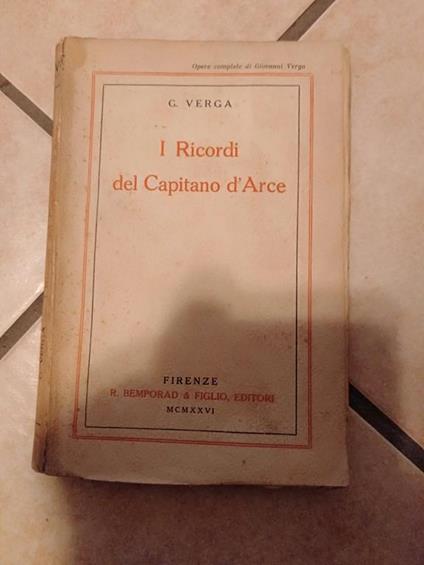 Opere complete di Giovanni Verga
G. VERGA
I Ricordi
del Capitano d'Arce
FIRENZE
R. BEMPORAD & FIGLIO, EDITORI
MCMXXVI